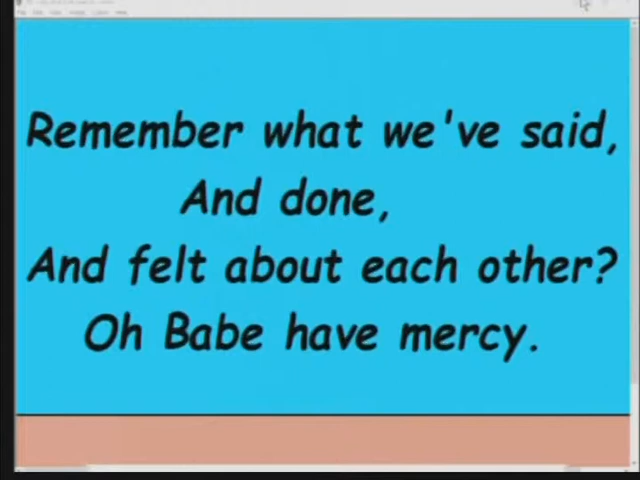 Remember what we've said,
And done,
And felt about each other?
Oh Babe have mercy.